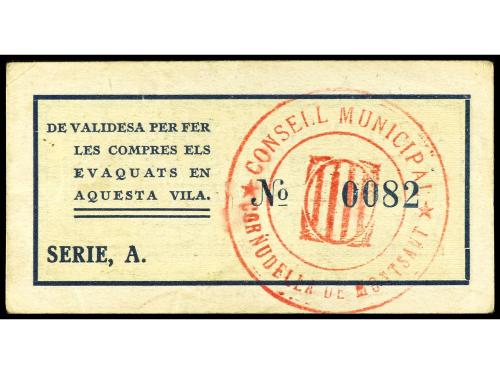 DE VALIDESA PER FER
LES COMPRES ELS
EVAQUATS EN
AQUESTA VILA.
SERIE, A.
No 0082
★ CONSELL MUNICIPAL ★
CORNUDELLA DE MONTSANT